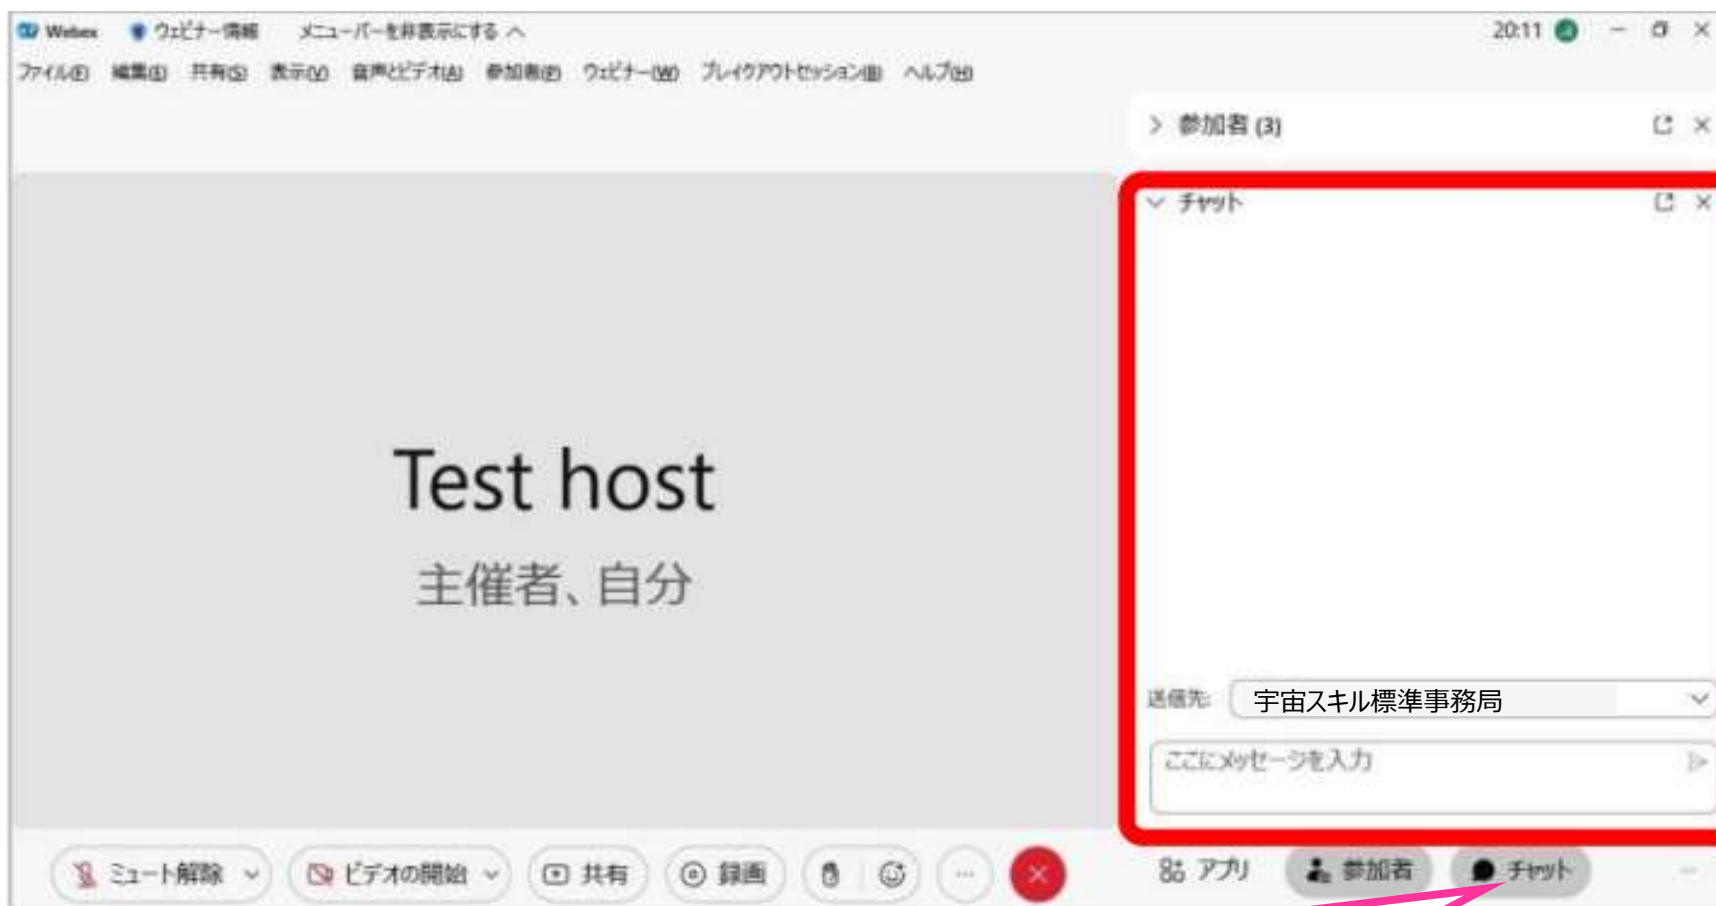 Webex ウェビナー情報 メニューバーを非表示にする 20:11
ファイル(F) 編集(E) 共有(S) 表示(V) 音声とビデオ(A) 参加者(P) ウェビナー(W) ブレイクアウトセッション(B) ヘルプ(H)
参加者 (3)
チャット
Test host
主催者、自分
送信先: 宇宙スキル標準事務局
ここにメッセージを入力
ミュート解除 ビデオの開始 共有 録画 アプリ 参加者 チャット